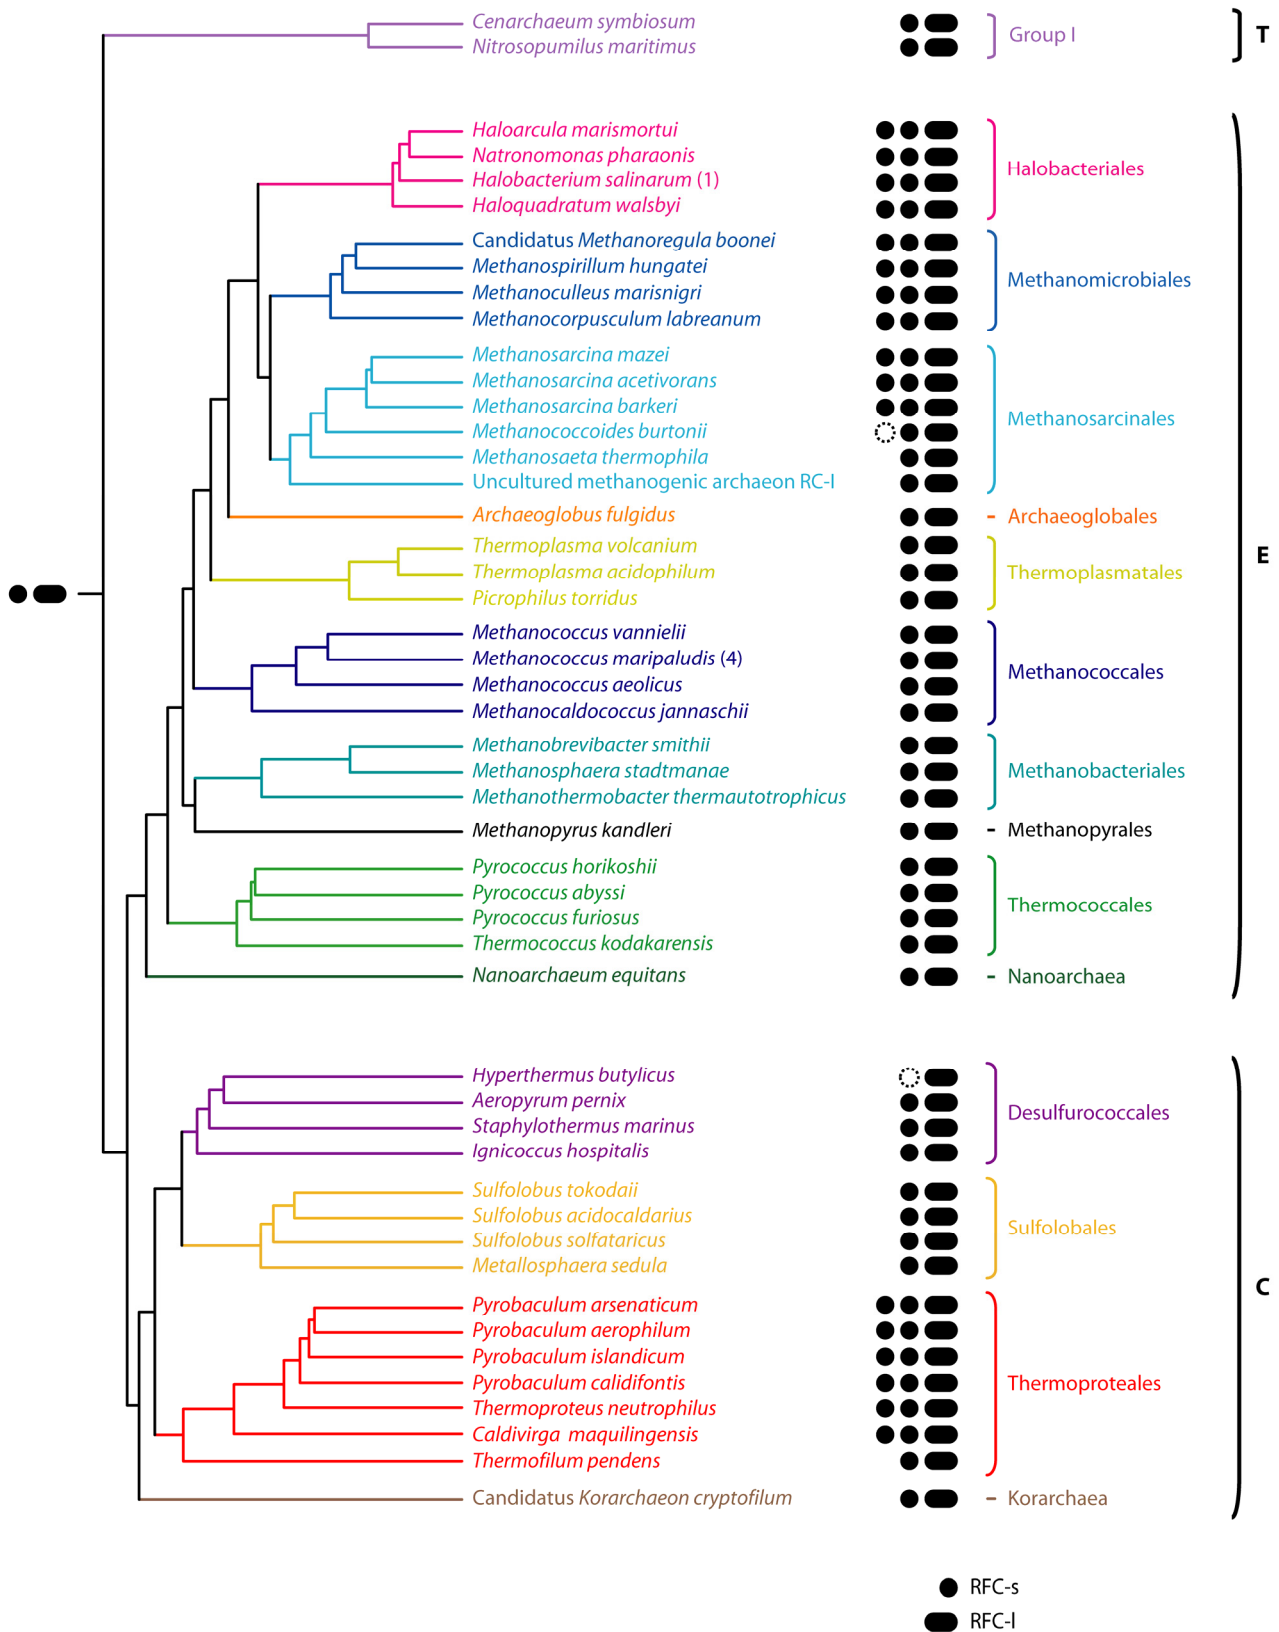 Cenarchaeum symbiosum
Nitrosopumilus maritimus
Group I
T
Haloarcula marismortui
Natronomonas pharaonis
Halobacterium salinarum (1)
Haloquadratum walsbyi
Halobacteriales
Candidatus Methanoregula boonei
Methanospirillum hungatei
Methanoculleus marisnigri
Methanocorpusculum labreanum
Methanomicrobiales
Methanosarcina mazei
Methanosarcina acetivorans
Methanosarcina barkeri
Methanococcoides burtonii
Methanosaeta thermophila
Uncultured methanogenic archaeon RC-I
Methanosarcinales
Archaeoglobus fulgidus
Archaeoglobales
E
Thermoplasma volcanium
Thermoplasma acidophilum
Picrophilus torridus
Thermoplasmatales
Methanococcus vannielii
Methanococcus maripaludis (4)
Methanococcus aeolicus
Methanocaldococcus jannaschii
Methanococcales
Methanobrevibacter smithii
Methanosphaera stadtmanae
Methanothermobacter thermautotrophicus
Methanobacteriales
Methanopyrus kandleri
Methanopyrales
Pyrococcus horikoshii
Pyrococcus abyssi
Pyrococcus furiosus
Thermococcus kodakarensis
Thermococcales
Nanoarchaeum equitans
Nanoarchaea
Hyperthermus butylicus
Aeropyrum pernix
Staphylothermus marinus
Ignicoccus hospitalis
Desulfurococcales
Sulfolobus tokodaii
Sulfolobus acidocaldarius
Sulfolobus solfataricus
Metallosphaera sedula
Sulfolobales
C
Pyrobaculum arsenaticum
Pyrobaculum aerophilum
Pyrobaculum islandicum
Pyrobaculum calidifontis
Thermoproteus neutrophilus
Caldivirga maquilingensis
Thermofilum pendens
Thermoproteales
Candidatus Korarchaeon cryptofilum
Korarchaea
RFC-s
RFC-l